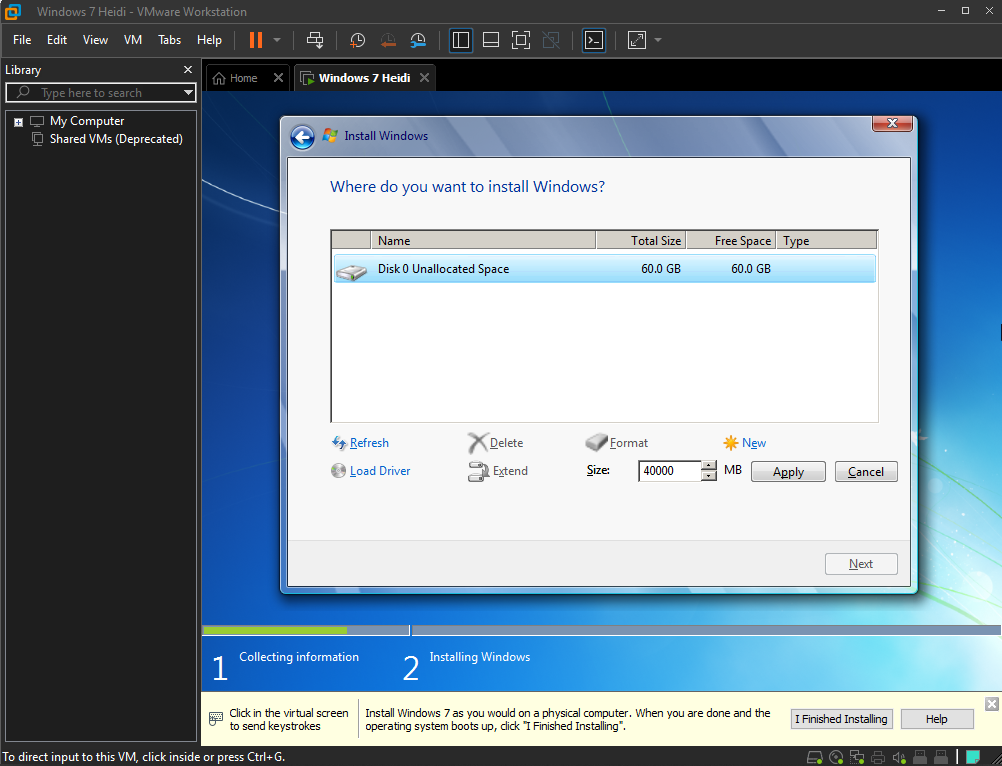 Windows 7 Heidi - VMware Workstation
File Edit View VM Tabs Help
Library
Type here to search
My Computer
Shared VMs (Deprecated)
Home
Windows 7 Heidi
Install Windows
Where do you want to install Windows?
Name Total Size Free Space Type
Disk 0 Unallocated Space 60.0 GB 60.0 GB
Refresh Delete Format New
Load Driver Extend Size: 40000 MB Apply Cancel
Next
1 Collecting information 2 Installing Windows
Click in the virtual screen
to send keystrokes
Install Windows 7 as you would on a physical computer. When you are done and the
operating system boots up, click "I Finished Installing".
I Finished Installing Help
To direct input to this VM, click inside or press Ctrl+G.